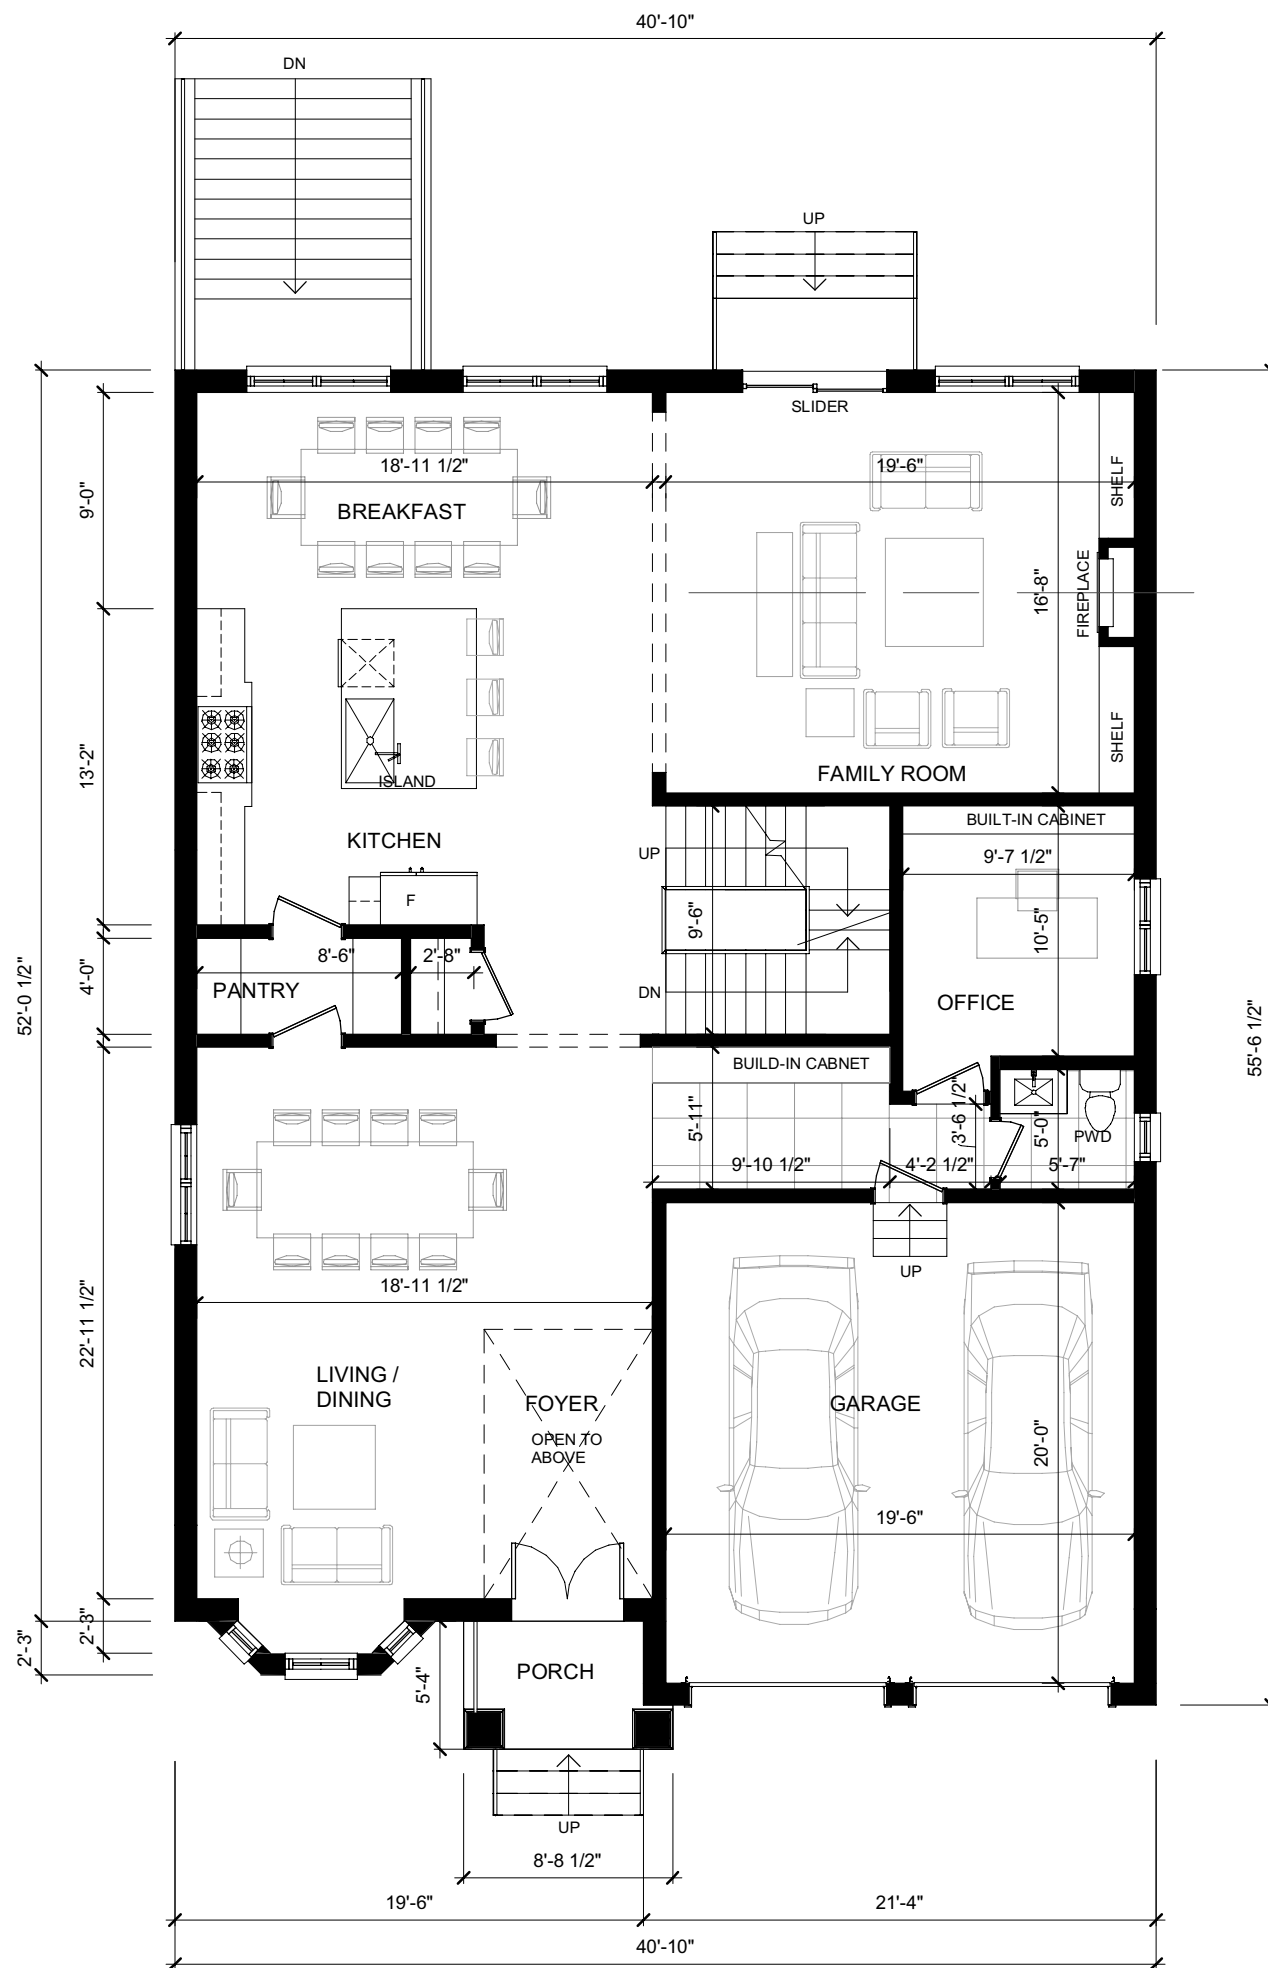 40'-10"
DN
UP
SLIDER
18'-11 1/2"
19'-6"
SHELF
9'-0"
BREAKFAST
FIREPLACE
16'-8"
13'-2"
SHELF
ISLAND
FAMILY ROOM
KITCHEN
BUILT-IN CABINET
UP
9'-7 1/2"
F
9'-6"
10'-5"
8'-6"
2'-8"
4'-0"
PANTRY
DN
OFFICE
52'-0 1/2"
55'-6 1/2"
BUILD-IN CABNET
3'-6 1/2"
5'-11"
5'-0"
PWD
9'-10 1/2"
4'-2 1/2"
5'-7"
UP
18'-11 1/2"
22'-11 1/2"
LIVING /
DINING
FOYER
GARAGE
OPEN TO
ABOVE
20'-0"
19'-6"
2'-3"
2'-3"
PORCH
5'-4"
UP
8'-8 1/2"
19'-6"
21'-4"
40'-10"